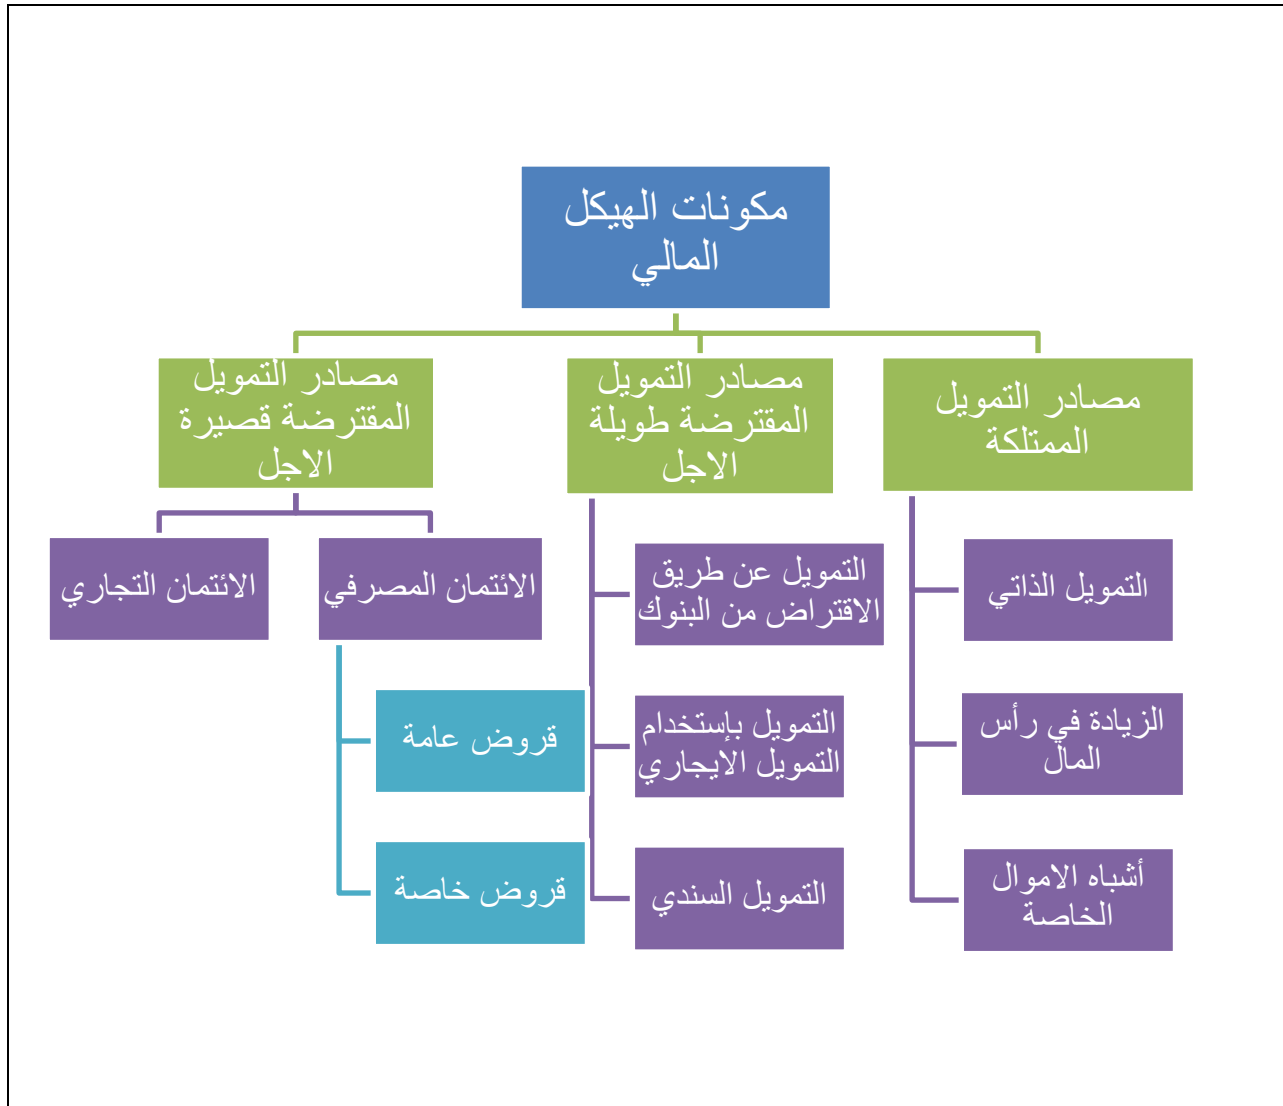 مكونات الهيكل
المالي
مصادر التمويل
الممتلكة
مصادر التمويل
المقترضة طويلة
الاجل
مصادر التمويل
المقترضة قصيرة
الاجل
التمويل الذاتي
الزيادة في رأس
المال
أشباه الاموال
الخاصة
التمويل عن طريق
الاقتراض من البنوك
التمويل بإستخدام
التمويل الايجاري
التمويل السندي
الائتمان المصرفي
الائتمان التجاري
قروض عامة
قروض خاصة